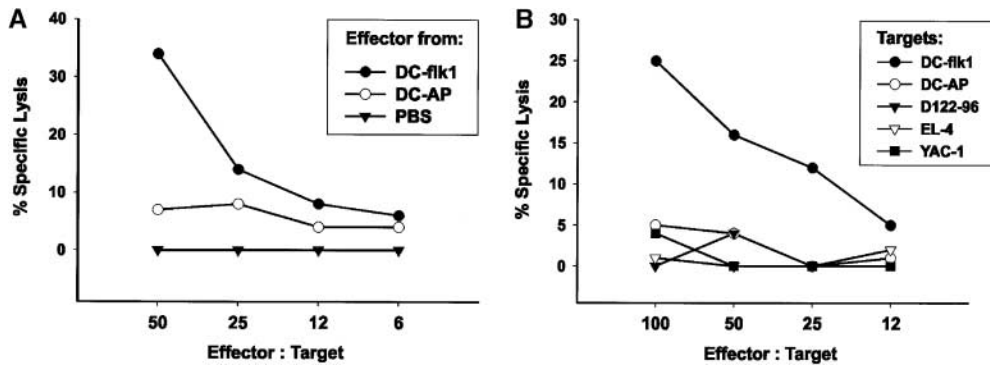 A
40
30
20
10
0
% Specific Lysis
Effector from:
DC-flk1
DC-AP
PBS
50 25 12 6
Effector : Target
B
30
25
20
15
10
5
0
% Specific Lysis
Targets:
DC-flk1
DC-AP
D122-96
EL-4
YAC-1
100 50 25 12
Effector : Target